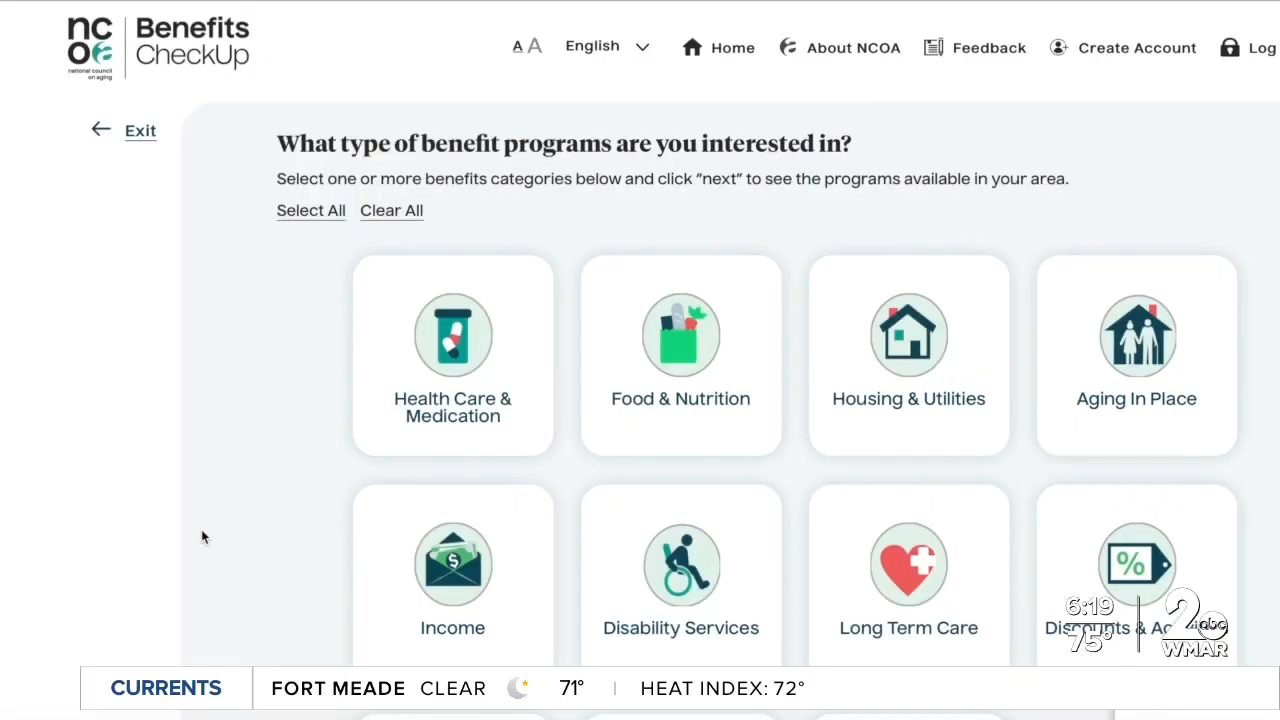 nc
oa
national council
on aging
Benefits
CheckUp
A A
English
Home
About NCOA
Feedback
Create Account
Log
Exit
What type of benefit programs are you interested in?
Select one or more benefits categories below and click "next" to see the programs available in your area.
Select All
Clear All
Health Care &
Medication
Food & Nutrition
Housing & Utilities
Aging In Place
$
%
Income
Disability Services
Long Term Care
Discounts &
6:19
75°
2
abc
WMAR
CURRENTS
FORT MEADE CLEAR 71° HEAT INDEX: 72°